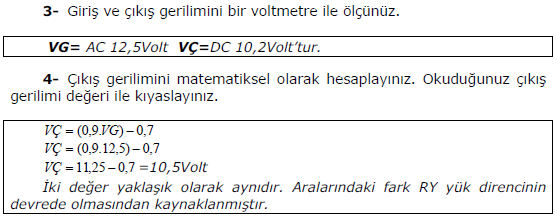 3- Giriş ve çıkış gerilimini bir voltmetre ile ölçünüz.
VG= AC 12,5Volt VÇ=DC 10,2Volt'tur.
4- Çıkış gerilimini matematiksel olarak hesaplayınız. Okuduğunuz çıkış
gerilimi değeri ile kıyaslayınız.
VÇ = (0,9.VG) – 0,7
VÇ = (0,9.12,5) – 0,7
VÇ = 11,25 – 0,7 =10,5Volt
İki değer yaklaşık olarak aynıdır. Aralarındaki fark RY yük direncinin
devrede olmasından kaynaklanmıştır.